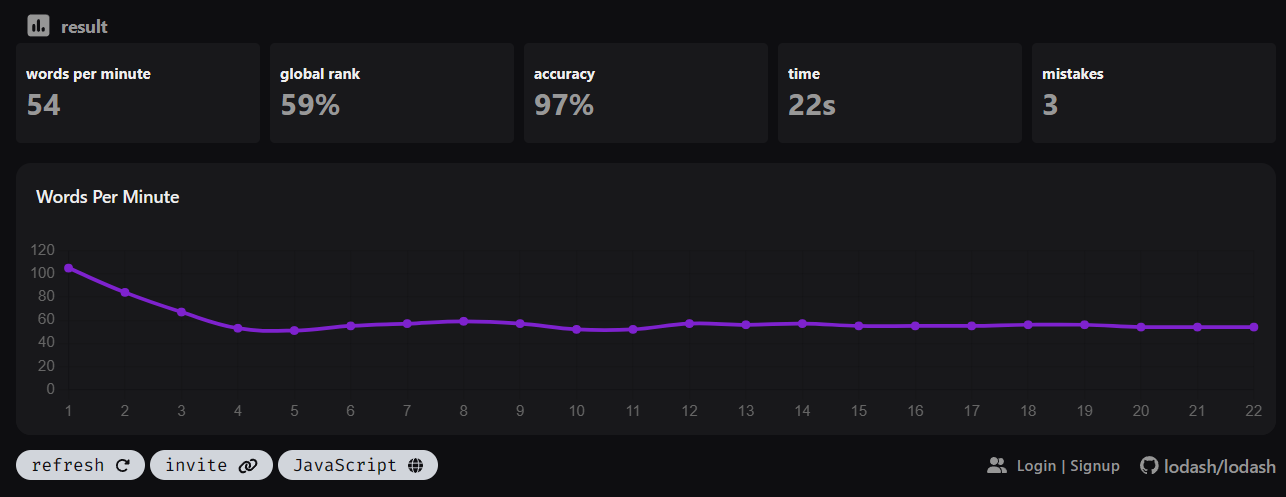 result
words per minute
54
global rank
59%
accuracy
97%
time
22s
mistakes
3
Words Per Minute
120
100
80
60
40
20
0
1 2 3 4 5 6 7 8 9 10 11 12 13 14 15 16 17 18 19 20 21 22
refresh invite JavaScript Login | Signup lodash/lodash